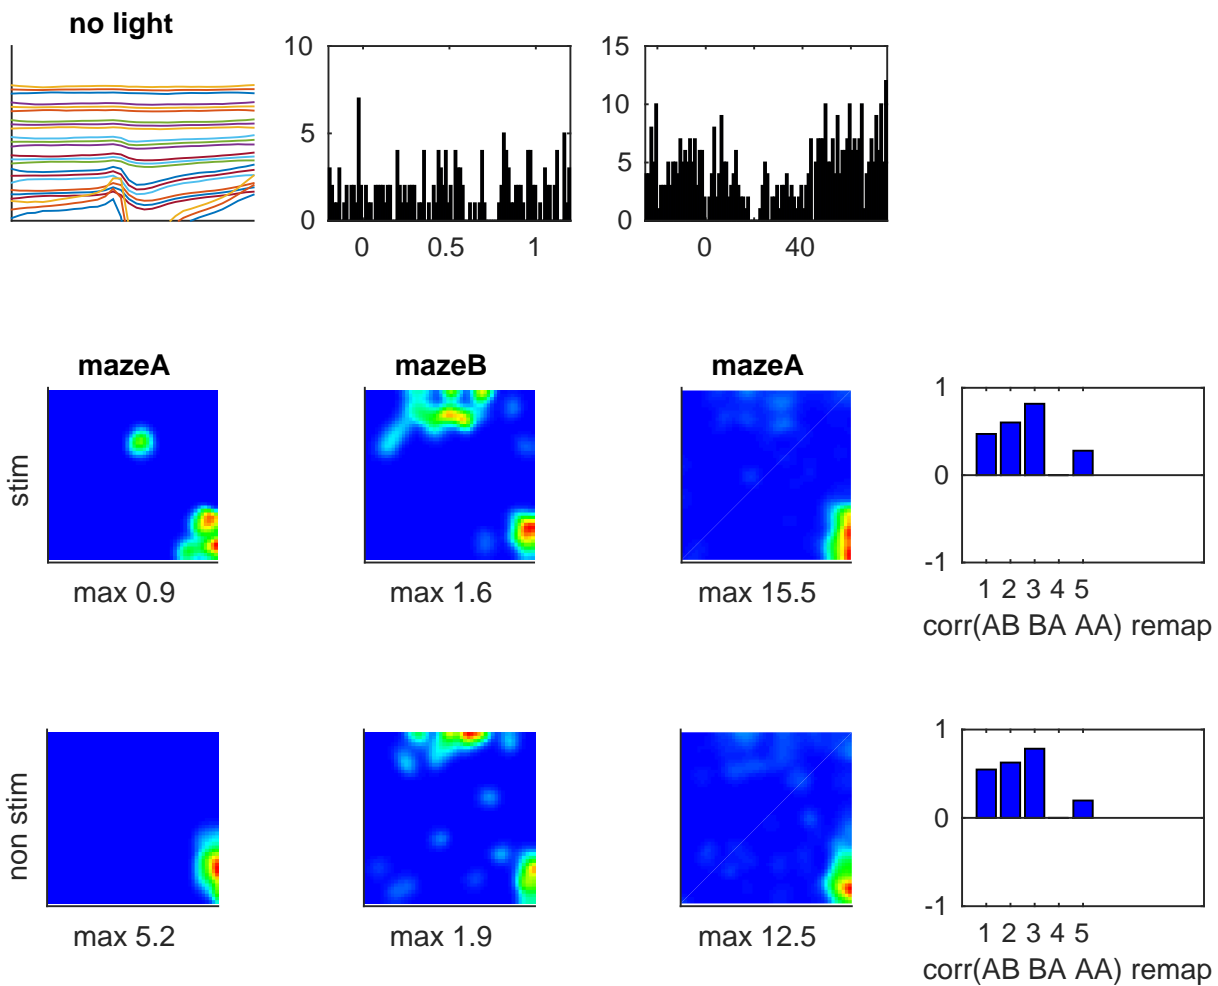 no light
10
5
0
0 0.5 1
15
10
5
0
0 40
mazeA mazeB mazeA
stim
max 0.9 max 1.6 max 15.5
1
0
-1
1 2 3 4 5
corr(AB BA AA) remap
non stim
max 5.2 max 1.9 max 12.5
1
0
-1
1 2 3 4 5
corr(AB BA AA) remap